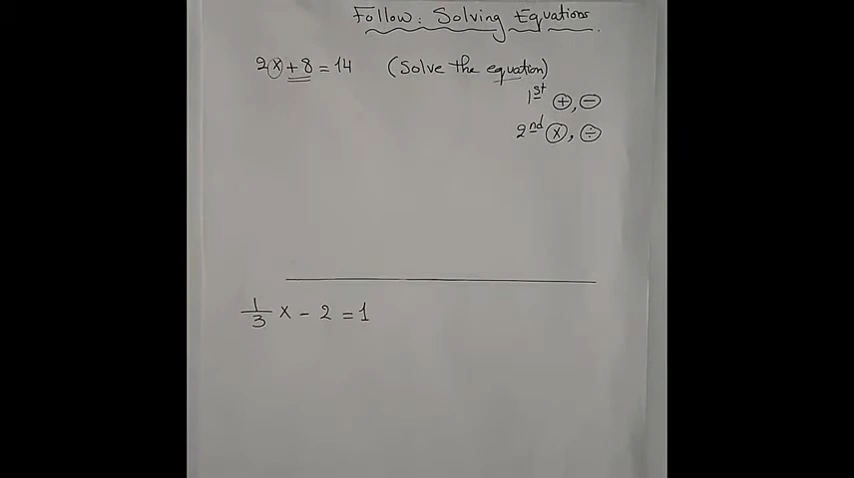 Follow: Solving Equations.
2x + 8 = 14 (Solve the equation)
1st +, -
2nd ×, ÷
1/3 x - 2 = 1